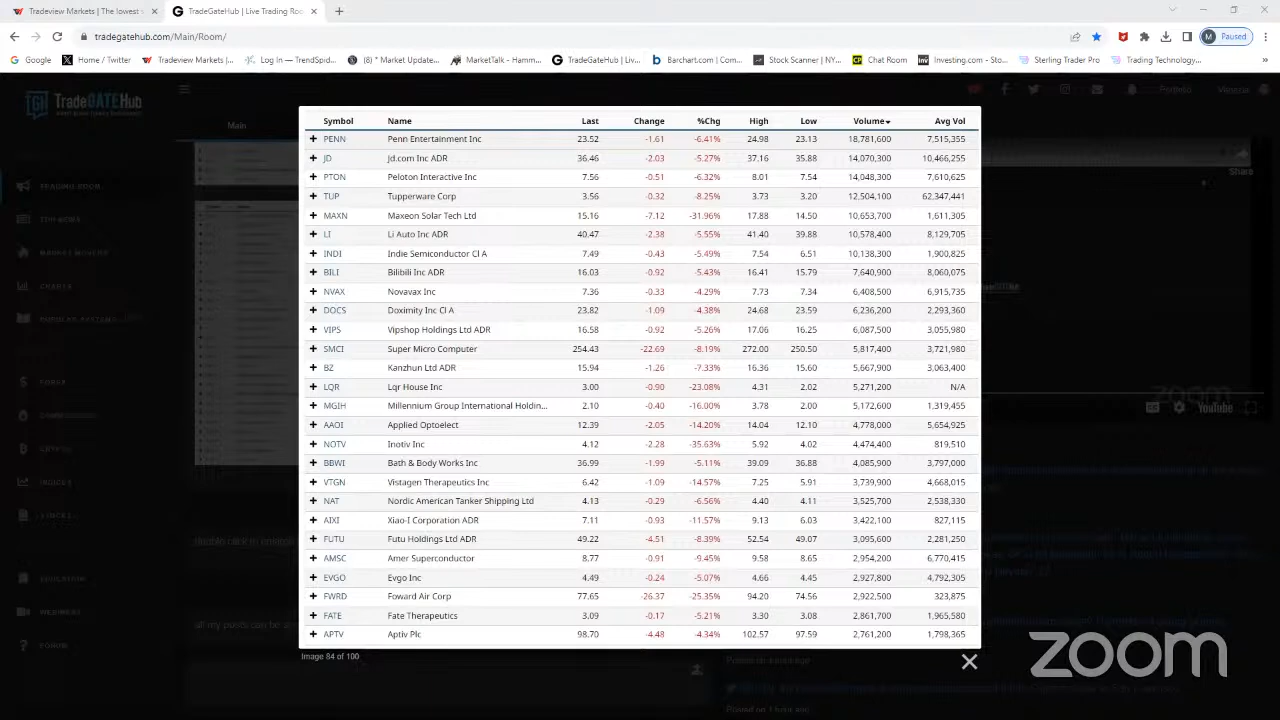 Tradeview Markets | The lowest s
TradeGateHub | Live Trading Roo
tradegatehub.com/Main/Room/
M Paused
Google Home / Twitter Tradeview Markets |... Log In — TrendSpid... (8) * Market Update... MarketTalk - Hamm... TradeGateHub | Liv... Barchart.com | Com... Stock Scanner | NY... Chat Room Investing.com - Sto... Sterling Trader Pro Trading Technology...
TradeGATEHub
Main
Portfolio
Symbol Name Last Change %Chg High Low Volume Avg Vol
PENN Penn Entertainment Inc 23.52 -1.61 -6.41% 24.98 23.13 18,781,600 7,515,355
JD Jd.com Inc ADR 36.46 -2.03 -5.27% 37.16 35.88 14,070,300 10,466,255
PTON Peloton Interactive Inc 7.56 -0.51 -6.32% 8.01 7.54 14,048,300 7,610,625
TUP Tupperware Corp 3.56 -0.32 -8.25% 3.73 3.20 12,504,100 62,347,441
MAXN Maxeon Solar Tech Ltd 15.16 -7.12 -31.96% 17.88 14.50 10,653,700 1,611,305
LI Li Auto Inc ADR 40.47 -2.38 -5.55% 41.40 39.88 10,578,400 8,129,705
INDI Indie Semiconductor Cl A 7.49 -0.43 -5.49% 7.54 6.51 10,138,300 1,900,825
BILI Bilibili Inc ADR 16.03 -0.92 -5.43% 16.41 15.79 7,640,900 8,060,075
NVAX Novavax Inc 7.36 -0.33 -4.29% 7.73 7.34 6,408,500 6,915,735
DOCS Doximity Inc Cl A 23.82 -1.09 -4.38% 24.68 23.59 6,236,200 2,293,360
VIPS Vipshop Holdings Ltd ADR 16.58 -0.92 -5.26% 17.06 16.25 6,087,500 3,055,980
SMCI Super Micro Computer 254.43 -22.69 -8.19% 272.00 250.50 5,817,400 3,721,980
BZ Kanzhun Ltd ADR 15.94 -1.26 -7.33% 16.36 15.60 5,667,900 3,063,400
LQR Lqr House Inc 3.00 -0.90 -23.08% 4.31 2.02 5,271,200 N/A
MGIH Millennium Group International Holdin... 2.10 -0.40 -16.00% 3.78 2.00 5,172,600 1,319,455
AAOI Applied Optoelect 12.39 -2.05 -14.20% 14.04 12.10 4,778,000 5,654,925
NOTV Inotiv Inc 4.12 -2.28 -35.63% 5.92 4.02 4,474,400 819,510
BBWI Bath & Body Works Inc 36.99 -1.99 -5.11% 39.09 36.88 4,085,900 3,797,000
VTGN Vistagen Therapeutics Inc 6.42 -1.09 -14.57% 7.25 5.91 3,739,900 4,668,015
NAT Nordic American Tanker Shipping Ltd 4.13 -0.29 -6.56% 4.40 4.11 3,525,700 2,538,330
AIXI Xiao-I Corporation ADR 7.11 -0.93 -11.57% 9.13 6.03 3,422,100 827,115
FUTU Futu Holdings Ltd ADR 49.22 -4.51 -8.39% 52.54 49.07 3,095,600 2,281,250
AMSC Amer Superconductor 8.77 -0.91 -9.45% 9.58 8.65 2,954,200 6,770,415
EVGO Evgo Inc 4.49 -0.24 -5.07% 4.66 4.45 2,927,800 4,792,305
FWRD Foward Air Corp 77.65 -26.37 -25.35% 94.20 74.56 2,922,500 323,875
FATE Fate Therapeutics 3.09 -0.17 -5.21% 3.30 3.08 2,861,700 1,965,580
APTV Aptiv Plc 98.70 -4.48 -4.34% 102.57 97.59 2,761,200 1,798,365
Image 84 of 100
TRADING ROOM
TOP NEWS
MARKET MOVERS
CHARTS
FOREX
CRYPTO
INDICES
STOCKS
EDUCATION
WEBINARS
FORUM
Share
zoom
YouTube
zoom